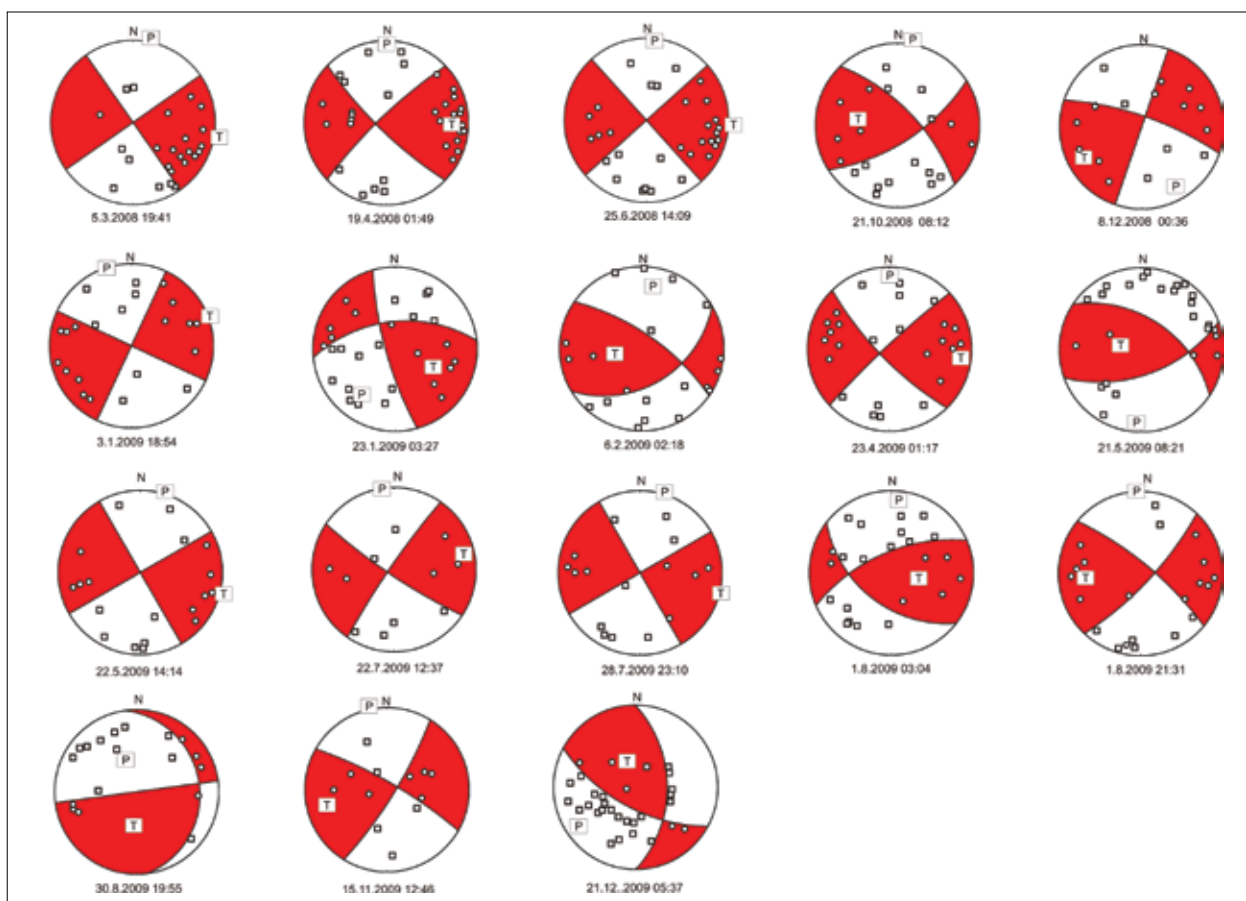 N N N N N
P P P P
T T T T T
P
5.3.2008 19:41 19.4.2008 01:49 25.6.2008 14:09 21.10.2008 08:12 8.12.2008 00:36
N N N N N
P P P
T T T T T
P P
3.1.2009 18:54 23.1.2009 03:27 6.2.2009 02:18 23.4.2009 01:17 21.5.2009 08:21
N N N N N
P P P P P
T T T T T
22.5.2009 14:14 22.7.2009 12:37 28.7.2009 23:10 1.8.2009 03:04 1.8.2009 21:31
N N N
P P
T T T
P
30.8.2009 19:55 15.11.2009 12:46 21.12..2009 05:37